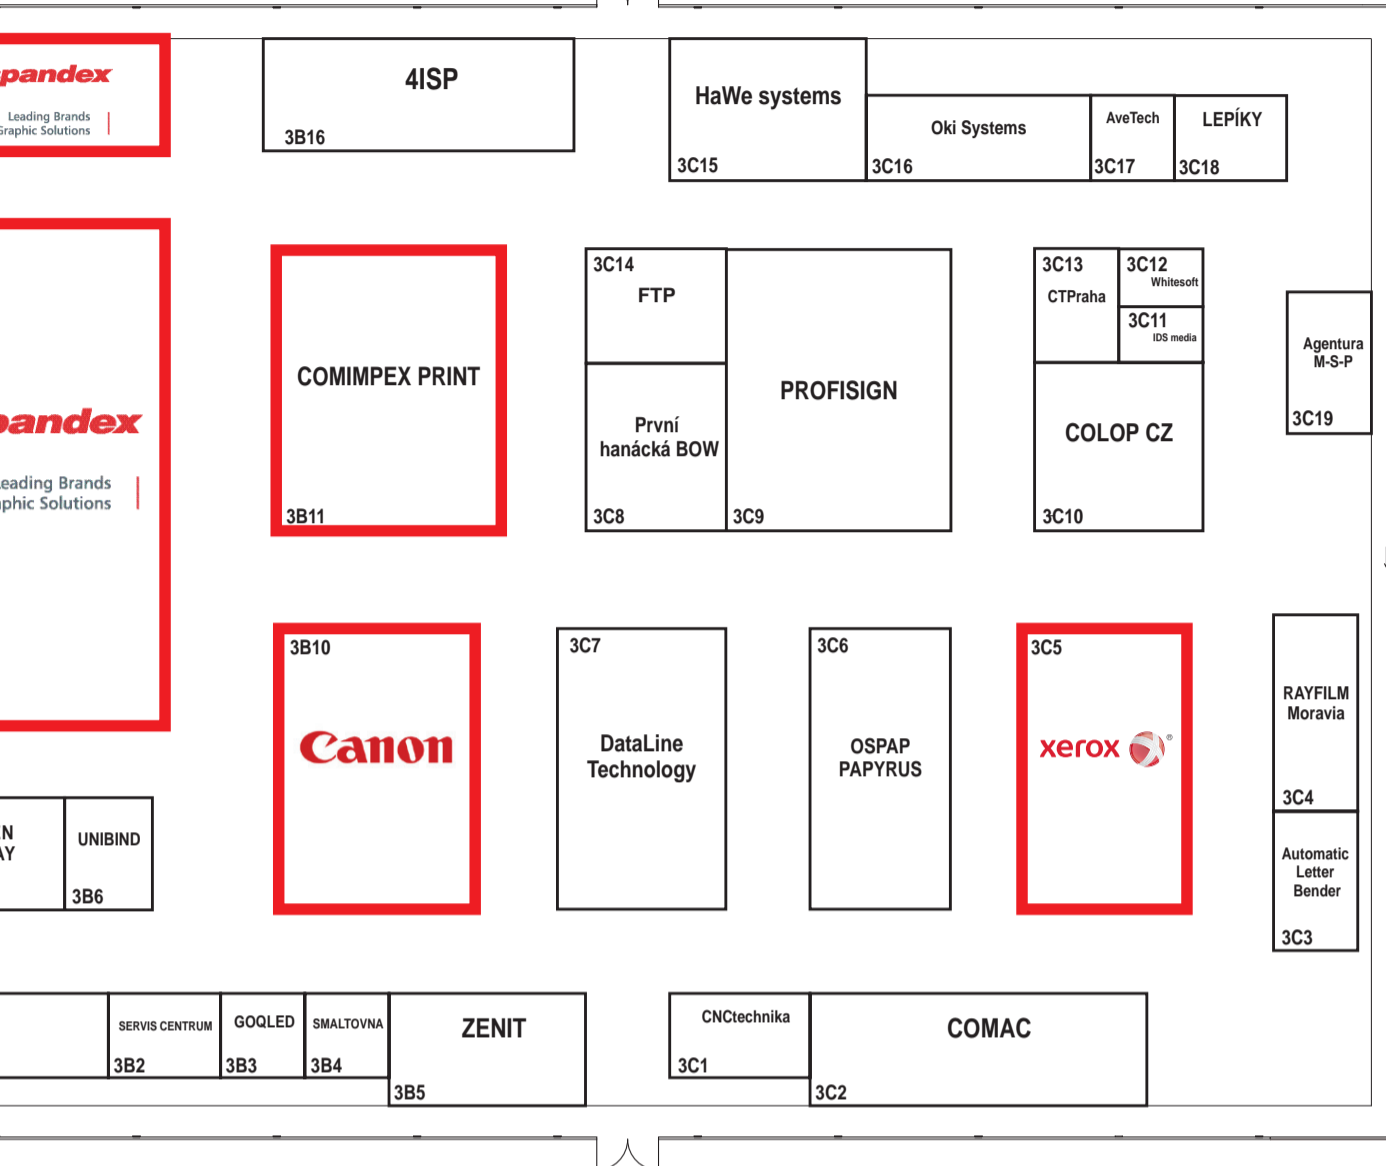 pandex
Leading Brands
Graphic Solutions
4ISP
3B16
HaWe systems
3C15
Oki Systems
3C16
AveTech
3C17
LEPÍKY
3C18
COMIMPEX PRINT
3B11
3C14
FTP
První
hanácká BOW
3C8
PROFISIGN
3C9
3C13
CTPraha
3C12
Whitesoft
3C11
IDS media
COLOP CZ
3C10
Agentura
M-S-P
3C19
pandex
Leading Brands
phic Solutions
3B10
Canon
3C7
DataLine
Technology
3C6
OSPAP
PAPYRUS
3C5
xerox ®
RAYFILM
Moravia
3C4
Automatic
Letter
Bender
3C3
EN
AY
UNIBIND
3B6
SERVIS CENTRUM
3B2
GOQLED
3B3
SMALTOVNA
3B4
ZENIT
3B5
CNCtechnika
3C1
COMAC
3C2